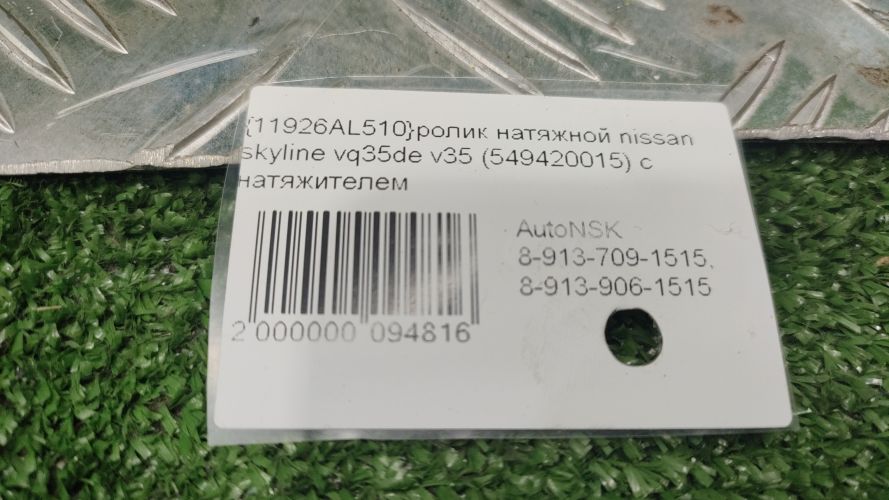 {11926AL510}ролик натяжной nissan
skyline vq35de v35 (549420015) с
натяжителем
AutoNSK
8-913-709-1515,
8-913-906-1515
2 000000 094816